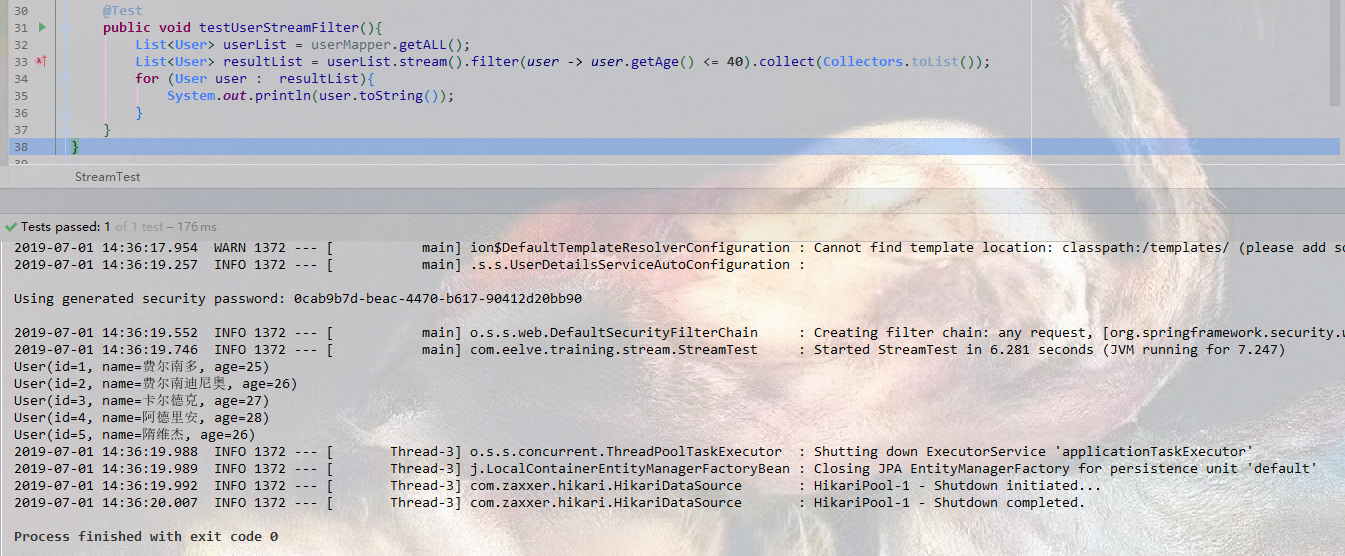 30 @Test
31 public void testUserStreamFilter(){
32 List<User> userList = userMapper.getALL();
33 List<User> resultList = userList.stream().filter(user -> user.getAge() <= 40).collect(Collectors.toList());
34 for (User user :  resultList){
35 System.out.println(user.toString());
36 }
37 }
38 }
39
StreamTest
Tests passed: 1 of 1 test – 176 ms
2019-07-01 14:36:17.954  WARN 1372 --- [           main] ion$DefaultTemplateResolverConfiguration : Cannot find template location: classpath:/templates/ (please add so
2019-07-01 14:36:19.257  INFO 1372 --- [           main] .s.s.UserDetailsServiceAutoConfiguration :
Using generated security password: 0cab9b7d-beac-4470-b617-90412d20bb90
2019-07-01 14:36:19.552  INFO 1372 --- [           main] o.s.s.web.DefaultSecurityFilterChain     : Creating filter chain: any request, [org.springframework.security.w
2019-07-01 14:36:19.746  INFO 1372 --- [           main] com.eelve.training.stream.StreamTest     : Started StreamTest in 6.281 seconds (JVM running for 7.247)
User(id=1, name=费尔南多, age=25)
User(id=2, name=费尔南迪尼奥, age=26)
User(id=3, name=卡尔德克, age=27)
User(id=4, name=阿德里安, age=28)
User(id=5, name=隋维杰, age=26)
2019-07-01 14:36:19.988  INFO 1372 --- [       Thread-3] o.s.s.concurrent.ThreadPoolTaskExecutor  : Shutting down ExecutorService 'applicationTaskExecutor'
2019-07-01 14:36:19.989  INFO 1372 --- [       Thread-3] j.LocalContainerEntityManagerFactoryBean : Closing JPA EntityManagerFactory for persistence unit 'default'
2019-07-01 14:36:19.992  INFO 1372 --- [       Thread-3] com.zaxxer.hikari.HikariDataSource       : HikariPool-1 - Shutdown initiated...
2019-07-01 14:36:20.007  INFO 1372 --- [       Thread-3] com.zaxxer.hikari.HikariDataSource       : HikariPool-1 - Shutdown completed.
Process finished with exit code 0